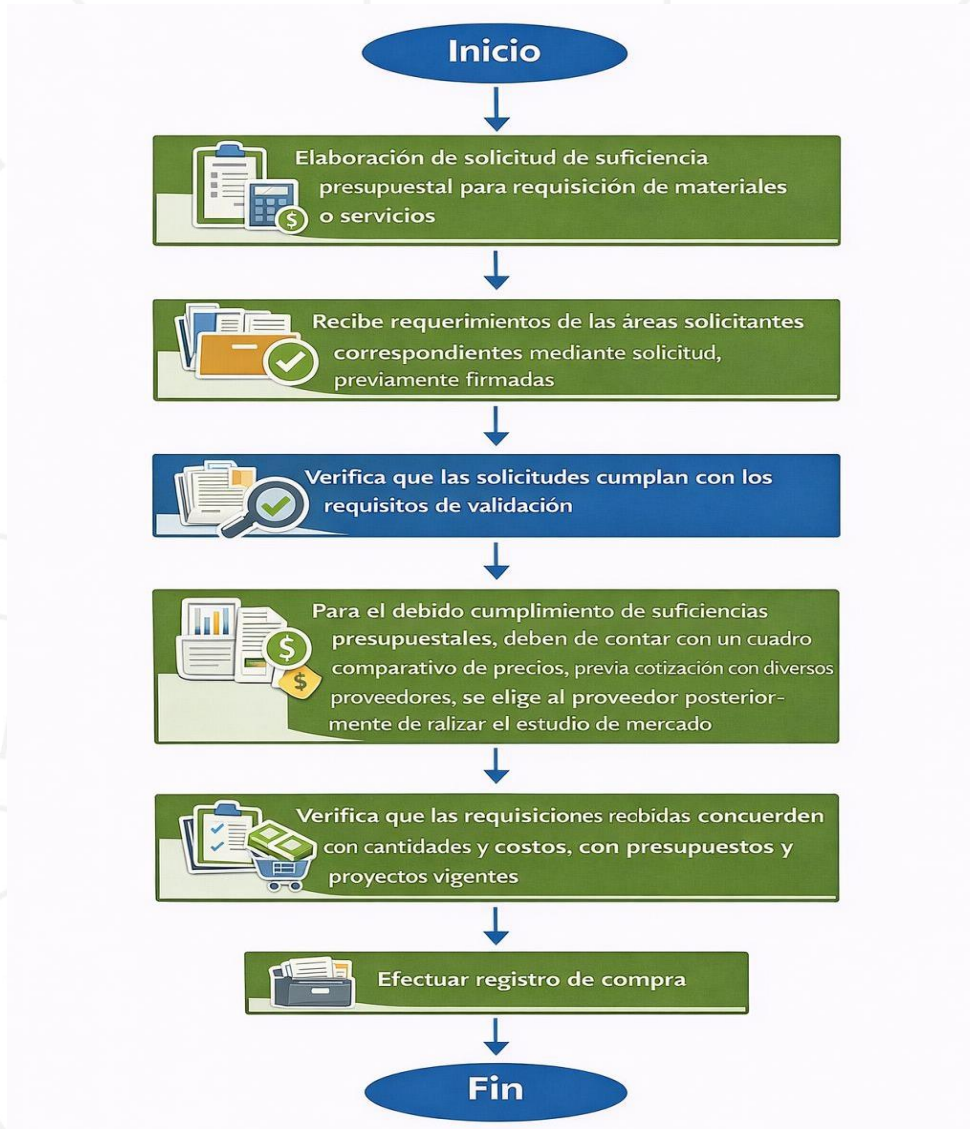 Inicio
Elaboración de solicitud de suficiencia
presupuestal para requisición de materiales
o servicios
Recibe requerimientos de las áreas solicitantes
correspondientes mediante solicitud,
previamente firmadas
Verifica que las solicitudes cumplan con los
requisitos de validación
Para el debido cumplimiento de suficiencias
presupuestales, deben de contar con un cuadro
comparativo de precios, previa cotización con diversos
proveedores, se elige al proveedor posterior-
mente de ralizar el estudio de mercado
Verifica que las requisiciones recbidas concuerden
con cantidades y costos, con presupuestos y
proyectos vigentes
Efectuar registro de compra
Fin